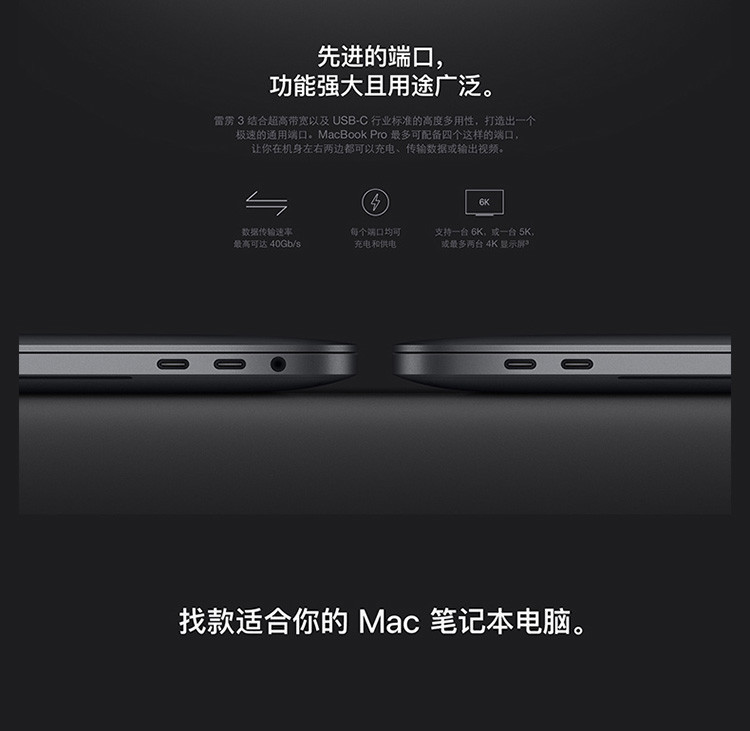 先进的端口，
功能强大且用途广泛。
雷雳 3 结合超高带宽以及 USB-C 行业标准的高度多用性，打造出一个
极速的通用端口。MacBook Pro 最多可配备四个这样的端口，
让你在机身左右两边都可以充电、传输数据或输出视频。
6K
数据传输速率
最高可达 40Gb/s
每个端口均可
充电和供电
支持一台 6K、或一台 5K，
或最多两台 4K 显示屏³
找款适合你的 Mac 笔记本电脑。